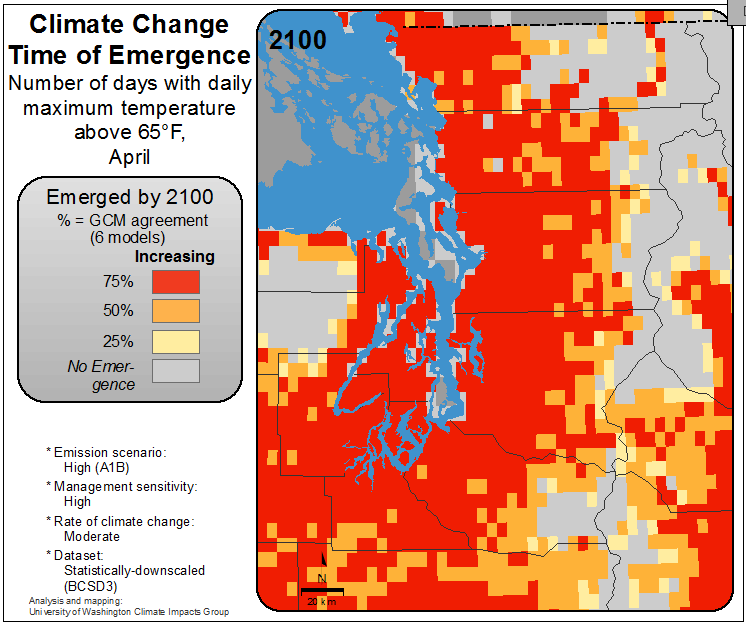 Climate Change
Time of Emergence
Number of days with daily
maximum temperature
above 65°F,
April
Emerged by 2100
% = GCM agreement
(6 models)
Increasing
75%
50%
25%
No Emer-
gence
* Emission scenario:
High (A1B)
* Management sensitivity:
High
* Rate of climate change:
Moderate
* Dataset:
Statistically-downscaled
(BCSD3)
Analysis and mapping:
University of Washington Climate Impacts Group
2100
N
20 km